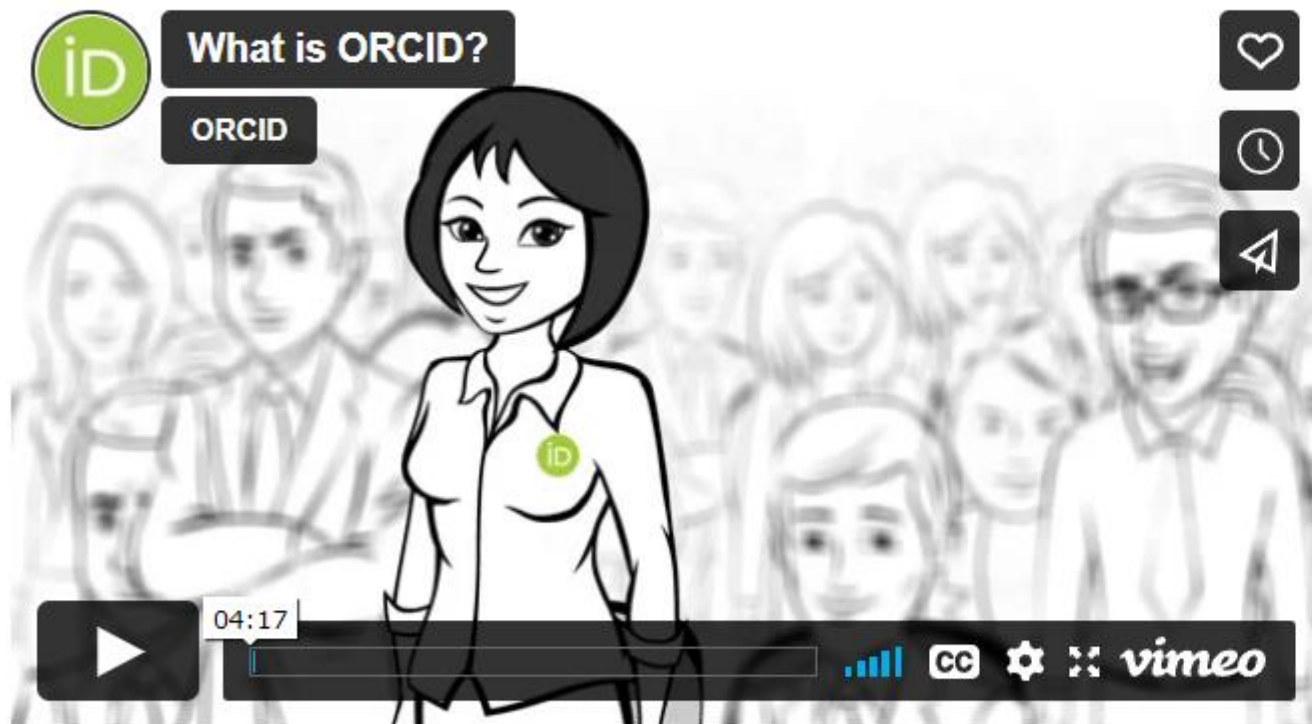 iD
What is ORCID?
ORCID
iD
04:17
CC
vimeo